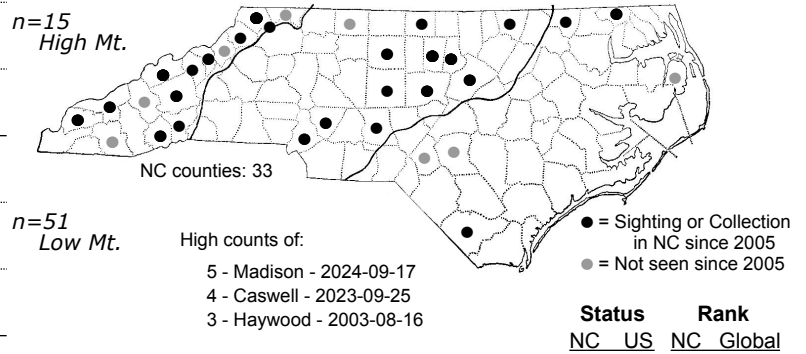 n=15
High Mt.
NC counties: 33
n=51
Low Mt.
High counts of:
5 - Madison - 2024-09-17
4 - Caswell - 2023-09-25
3 - Haywood - 2003-08-16
= Sighting or Collection
in NC since 2005
= Not seen since 2005
Status Rank
NC US NC Global